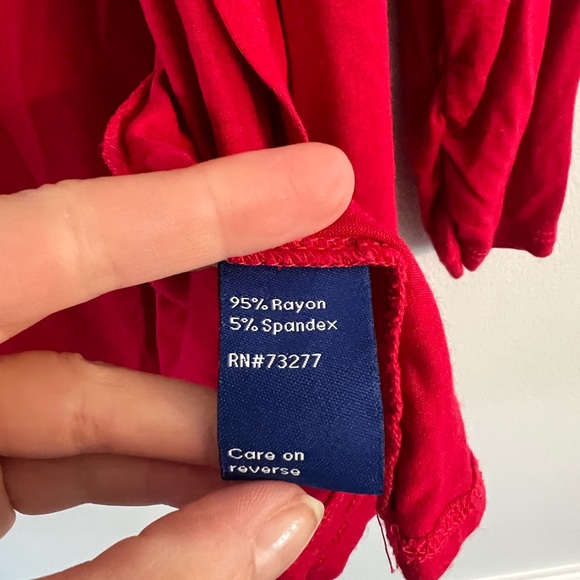 95% Rayon
5% Spandex
RN#73277
Care on
reverse